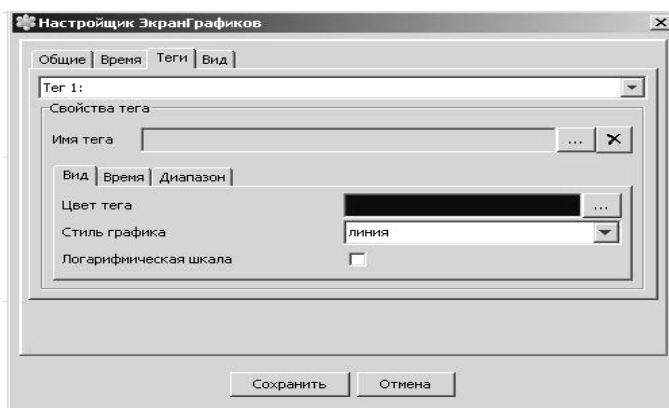 Настройщик ЭкранГрафиков
Общие Время Теги Вид
Тег 1:
Свойства тега
Имя тега ...
Вид Время Диапазон
Цвет тега ...
Стиль графика линия
Логарифмическая шкала
Сохранить Отмена